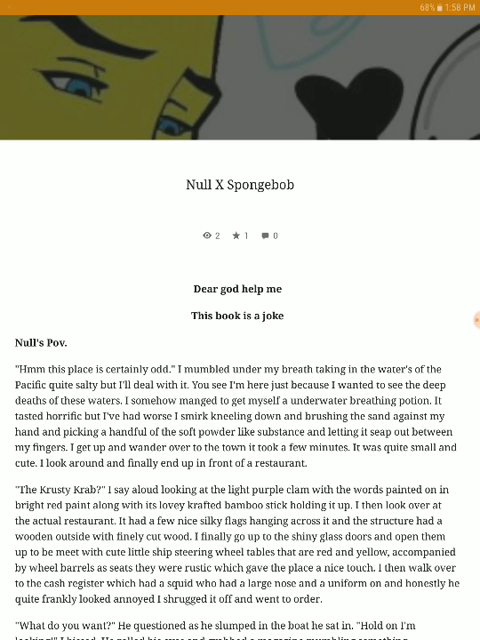 68% 1:58 PM
Null X Spongebob
2 1 0
Dear god help me
This book is a joke
Null's Pov.
"Hmm this place is certainly odd." I mumbled under my breath taking in the water's of the
Pacific quite salty but I'll deal with it. You see I'm here just because I wanted to see the deep
deaths of these waters. I somehow manged to get myself a underwater breathing potion. It
tasted horrific but I've had worse I smirk kneeling down and brushing the sand against my
hand and picking a handful of the soft powder like substance and letting it seap out between
my fingers. I get up and wander over to the town it took a few minutes. It was quite small and
cute. I look around and finally end up in front of a restaurant.
"The Krusty Krab?" I say aloud looking at the light purple clam with the words painted on in
bright red paint along with its lovey krafted bamboo stick holding it up. I then look over at
the actual restaurant. It had a few nice silky flags hanging across it and the structure had a
wooden outside with finely cut wood. I finally go up to the shiny glass doors and open them
up to be meet with cute little ship steering wheel tables that are red and yellow, accompanied
by wheel barrels as seats they were rustic which gave the place a nice touch. I then walk over
to the cash register which had a squid who had a large nose and a uniform on and honestly he
quite frankly looked annoyed I shrugged it off and went to order.
"What do you want?" He questioned as he slumped in the boat he sat in. "Hold on I'm